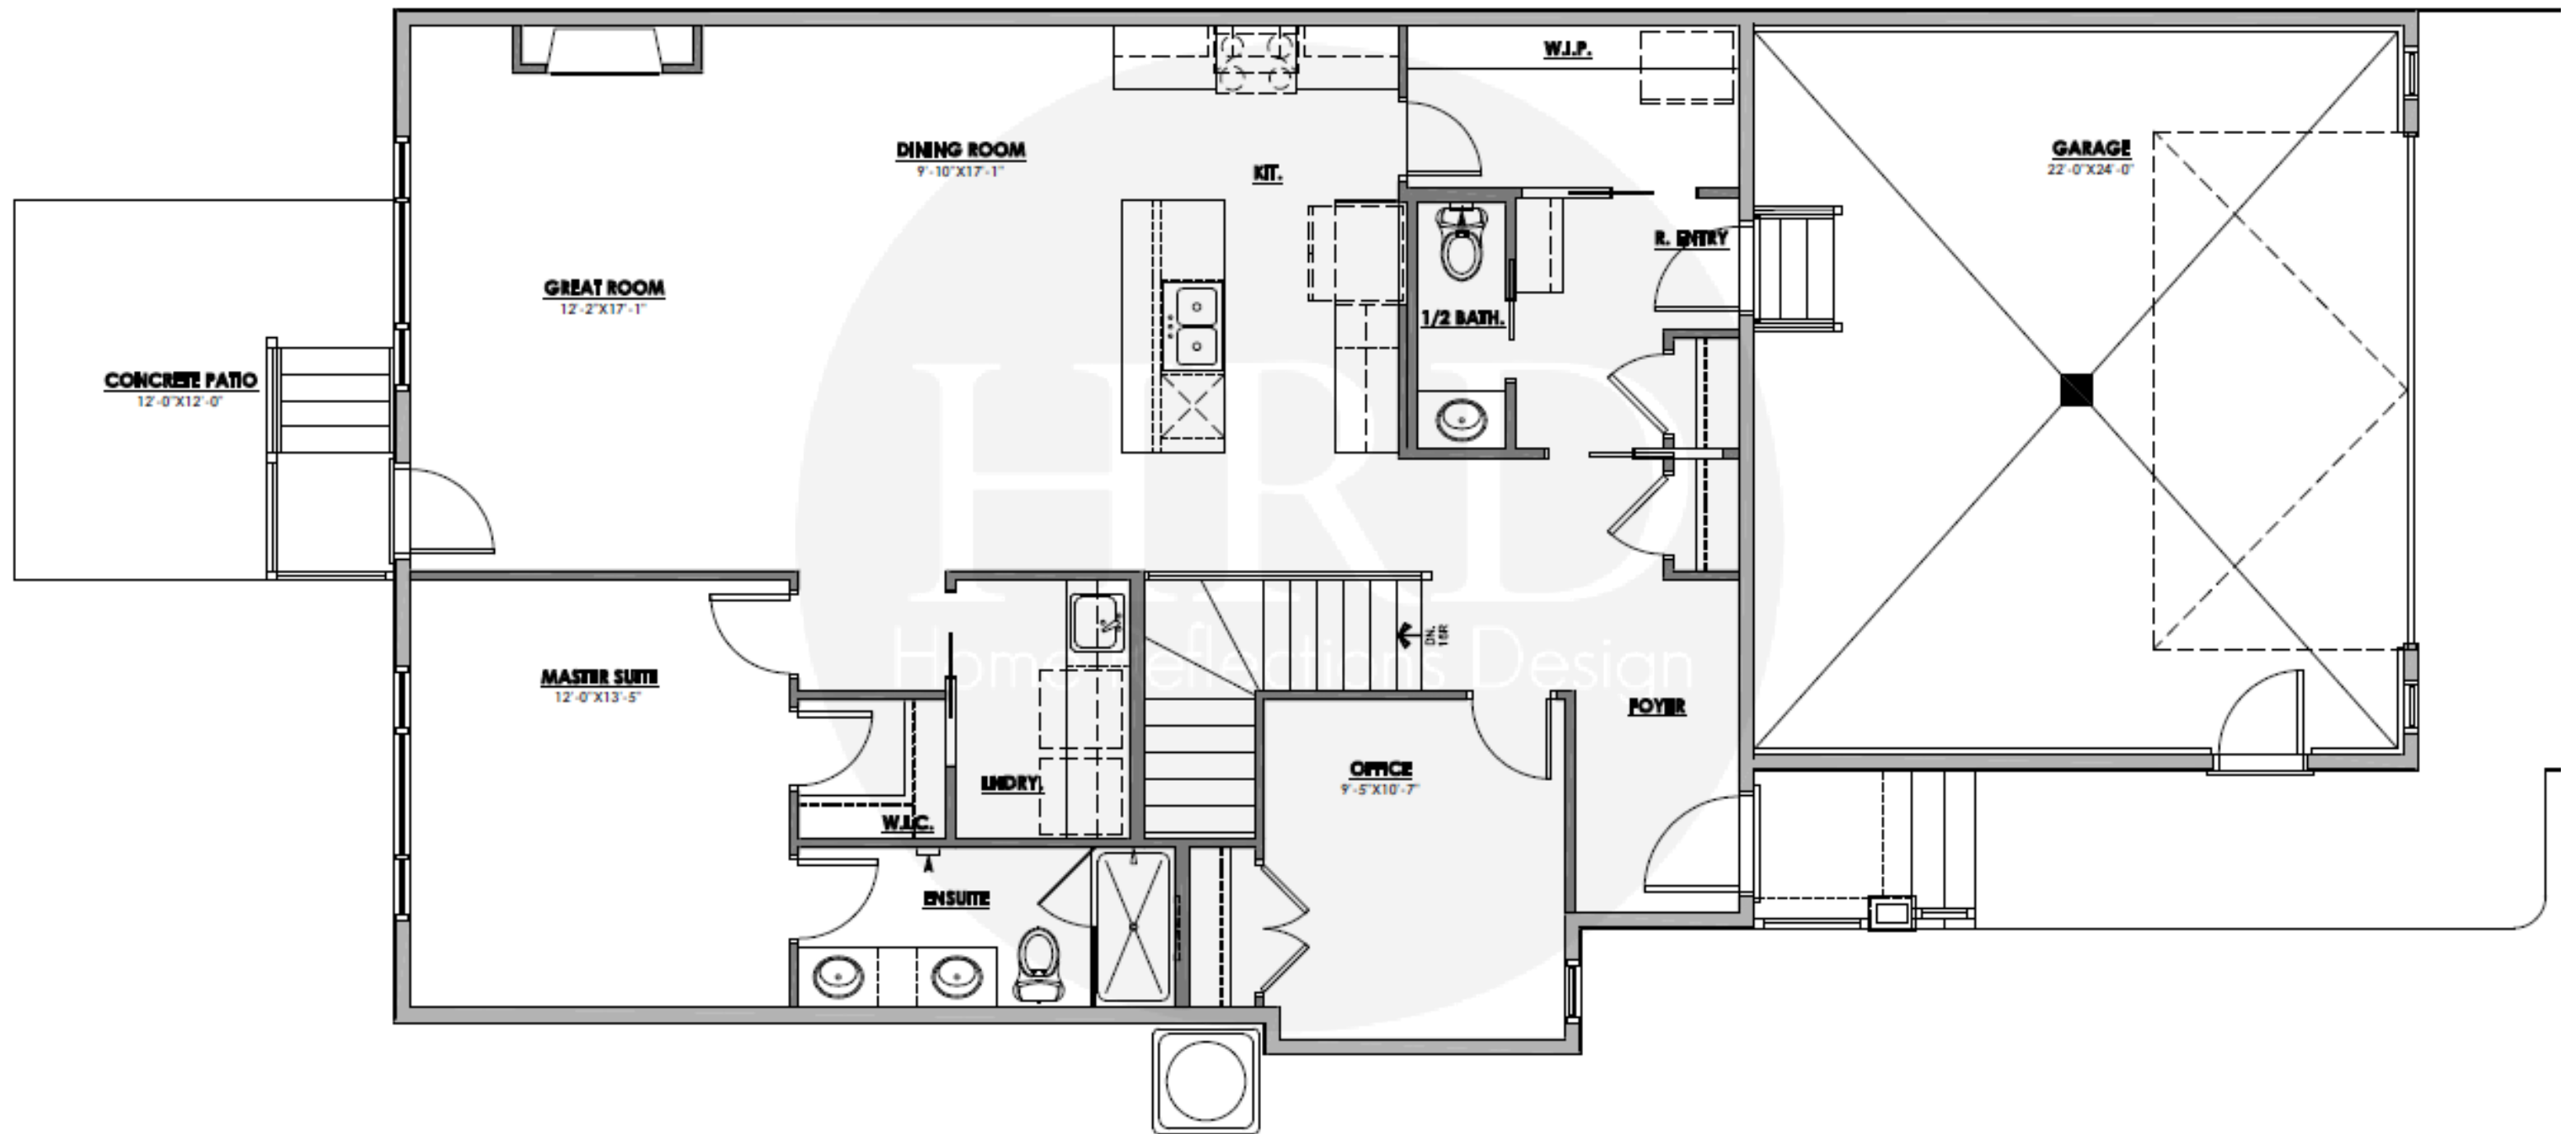 W.I.P.
DINING ROOM
9'-10"X17'-1"
KIT.
GARAGE
22'-0"X24'-0"
R. ENTRY
GREAT ROOM
12'-2"X17'-1"
1/2 BATH.
CONCRETE PATIO
12'-0"X12'-0"
HRD
Home Reflections Design
DN.
16R
MASTER SUITE
12'-0"X13'-5"
FOYER
LNDRY.
OFFICE
9'-5"X10'-7"
W.I.C.
ENSUITE